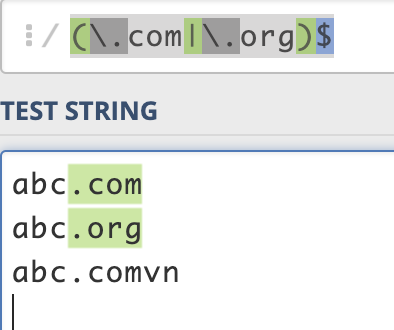 / (\.com|\.org)$
TEST STRING
abc.com
abc.org
abc.comvn